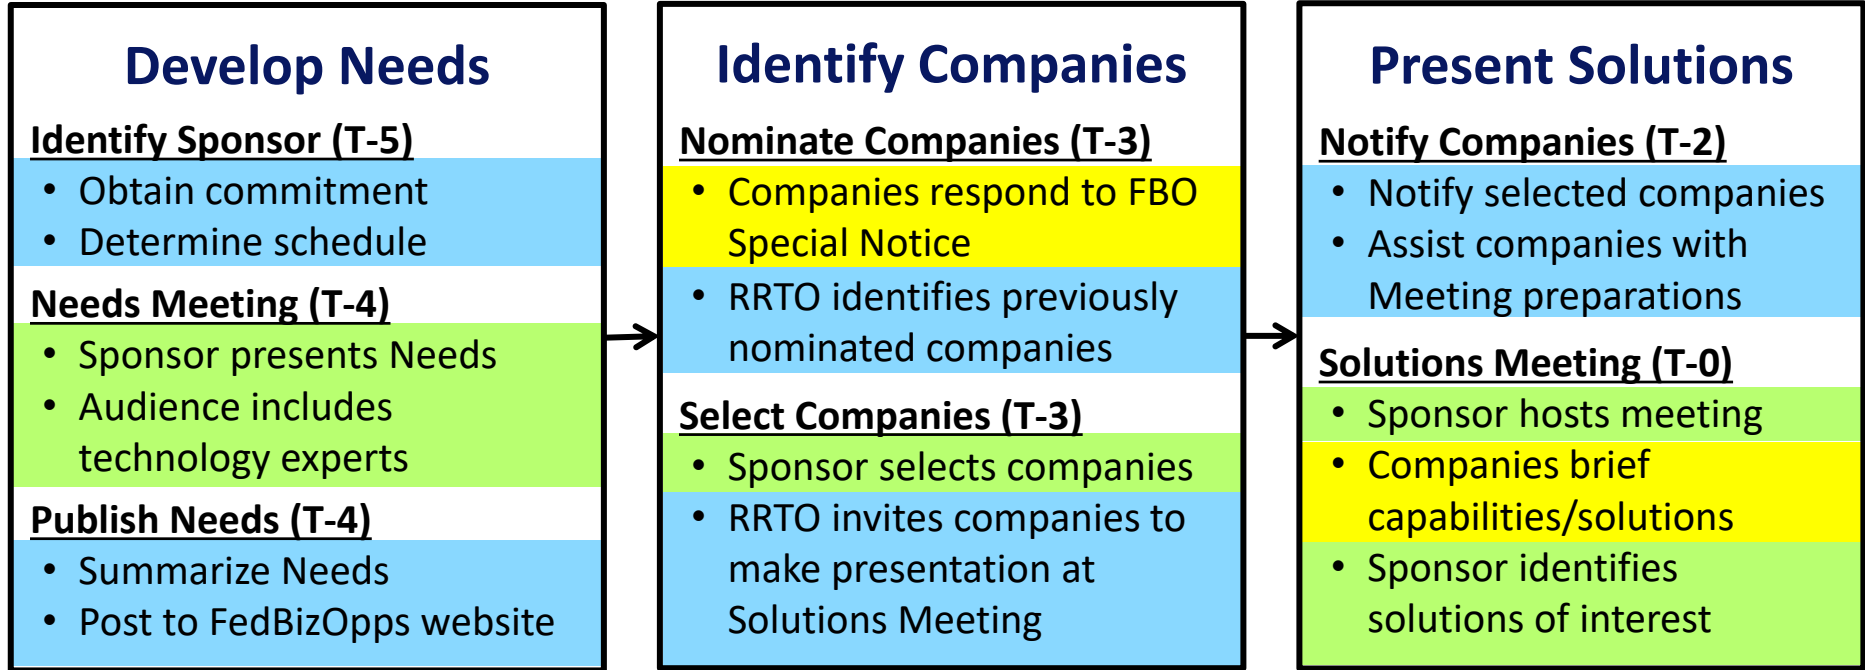 Develop Needs
Identify Sponsor (T-5)
• Obtain commitment
• Determine schedule
Needs Meeting (T-4)
• Sponsor presents Needs
• Audience includes
technology experts
Publish Needs (T-4)
• Summarize Needs
• Post to FedBizOpps website
Identify Companies
Nominate Companies (T-3)
• Companies respond to FBO
Special Notice
• RRTO identifies previously
nominated companies
Select Companies (T-3)
• Sponsor selects companies
• RRTO invites companies to
make presentation at
Solutions Meeting
Present Solutions
Notify Companies (T-2)
• Notify selected companies
• Assist companies with
Meeting preparations
Solutions Meeting (T-0)
• Sponsor hosts meeting
• Companies brief
capabilities/solutions
• Sponsor identifies
solutions of interest